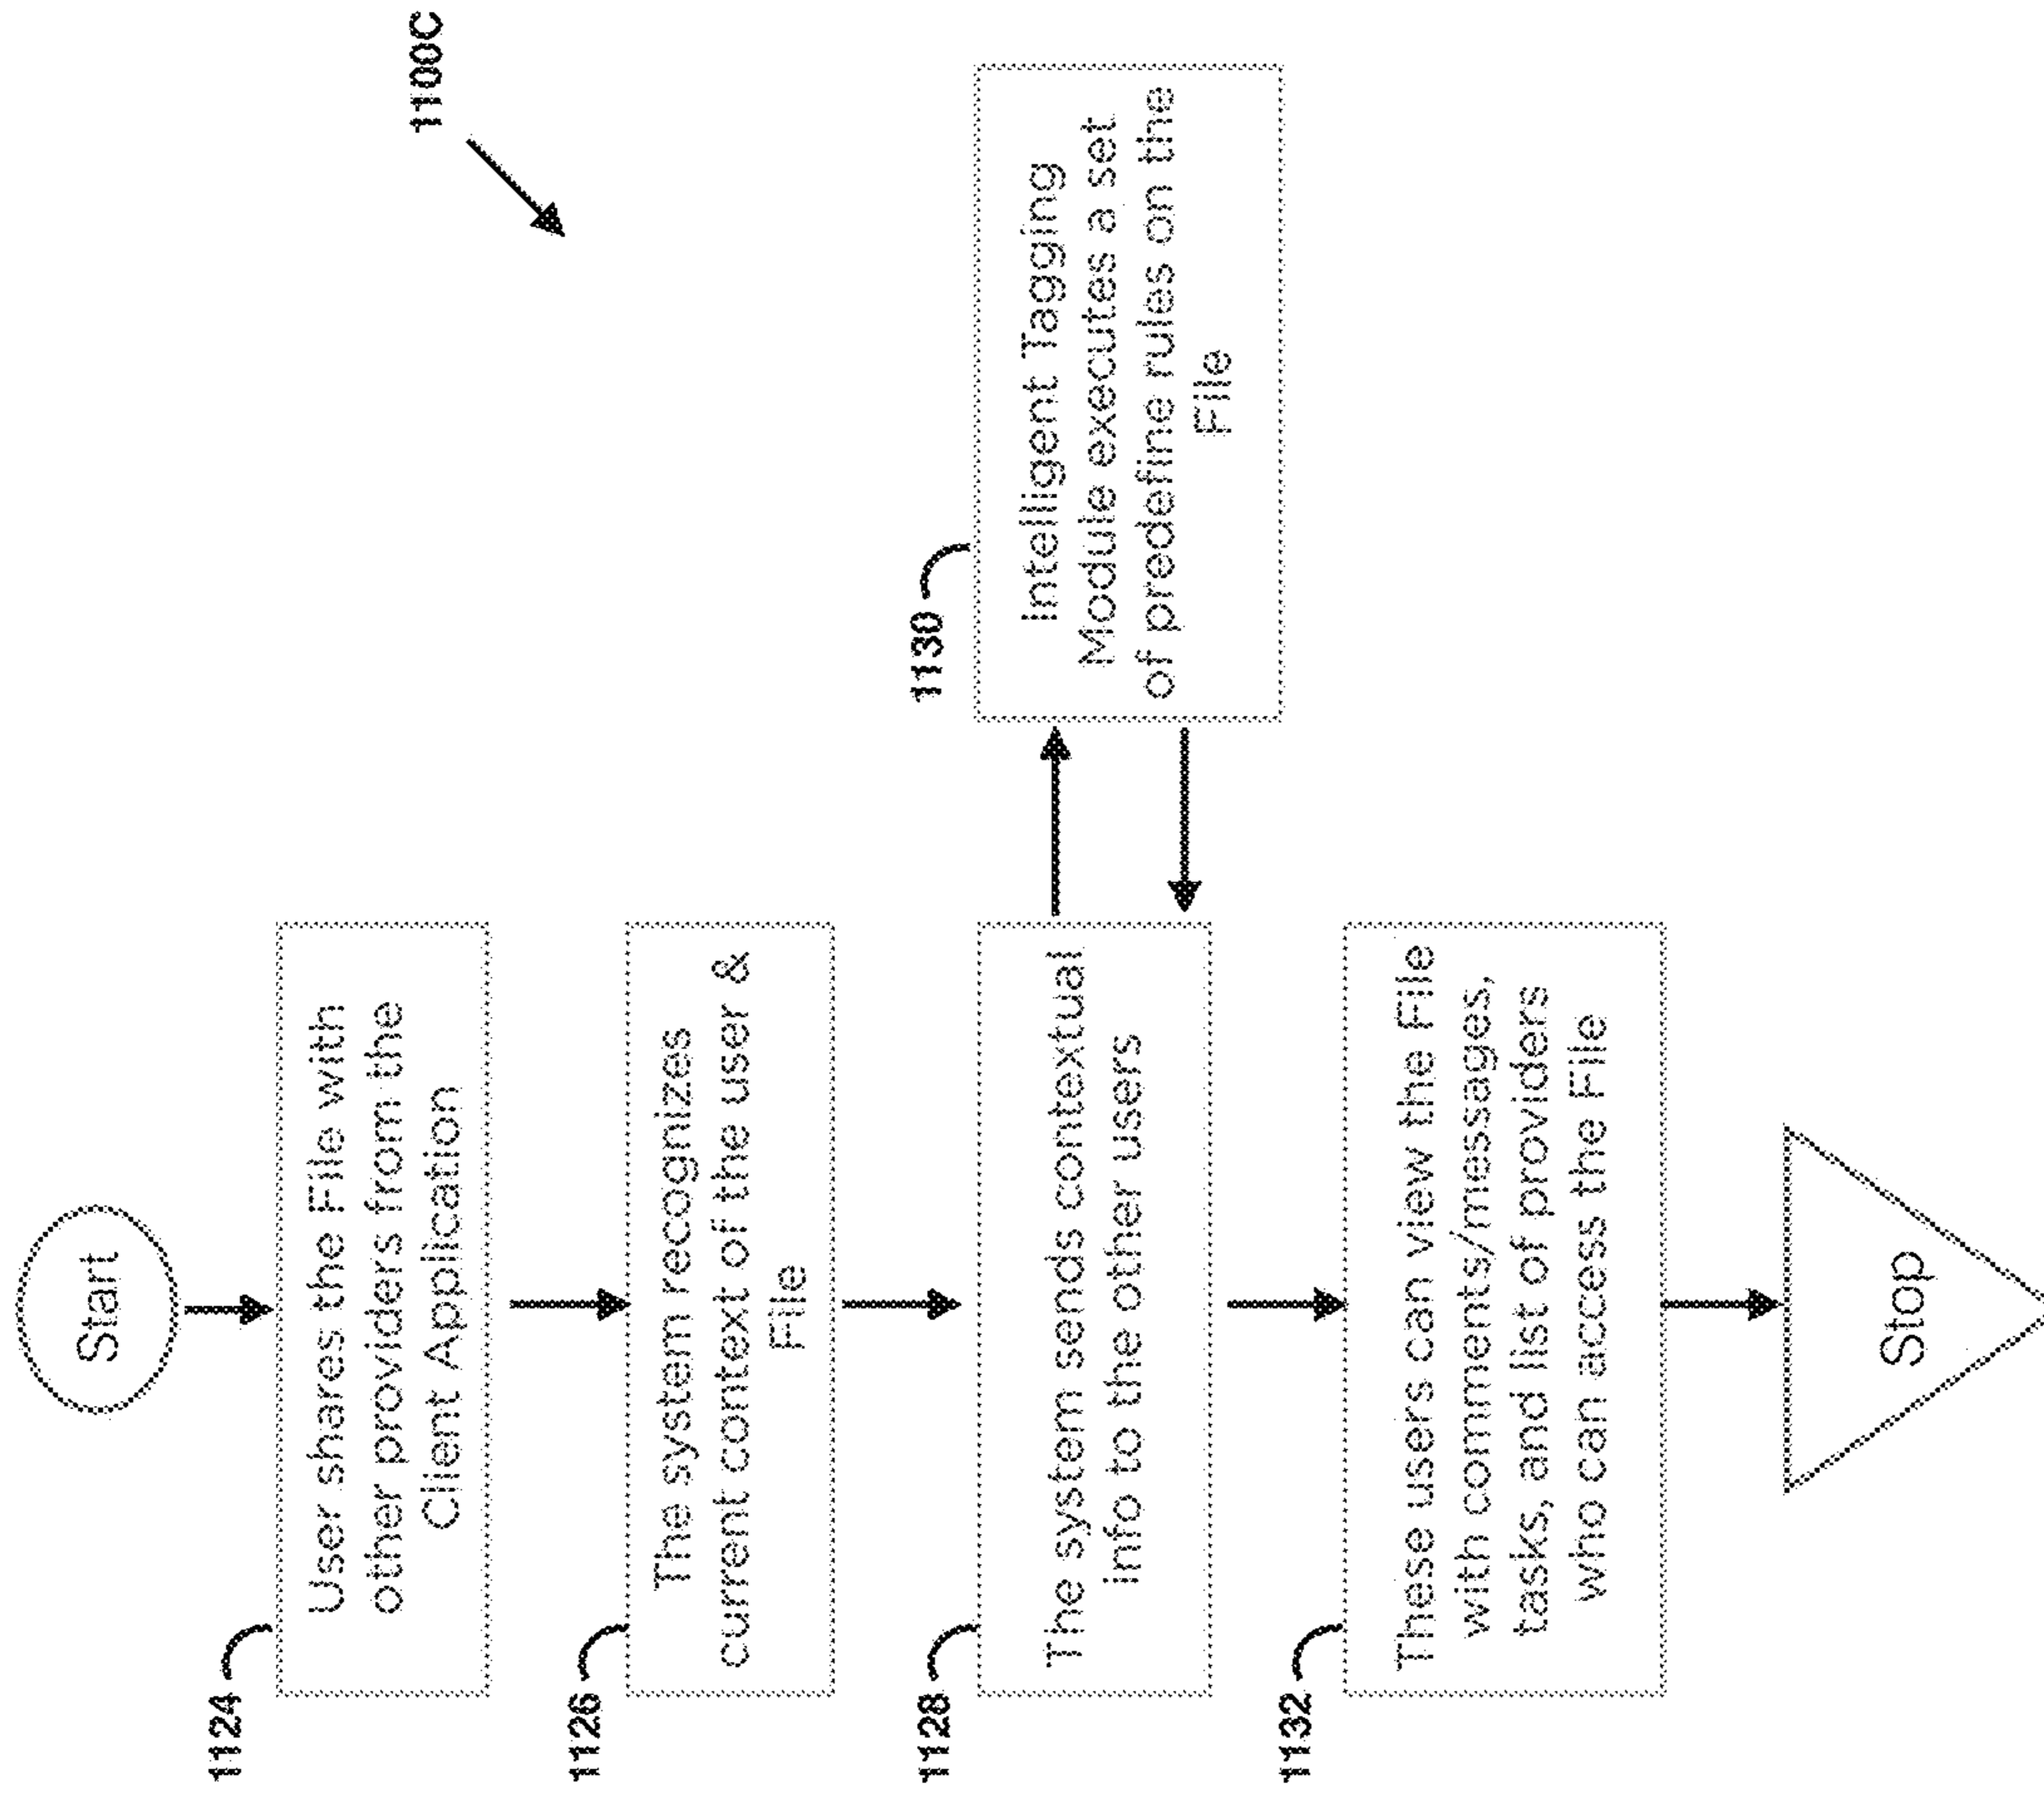 1100C
Start
1124
User shares the File with
other providers from the
Client Application
1126
The system recognizes
current context of the user &
File
1128
The system sends contextual
info to the other users
1130
Intelligent Tagging
Module executes a set
of predefine rules on the
File
1132
These users can view the File
with comments/messages,
tasks, and list of providers
who can access the File
Stop